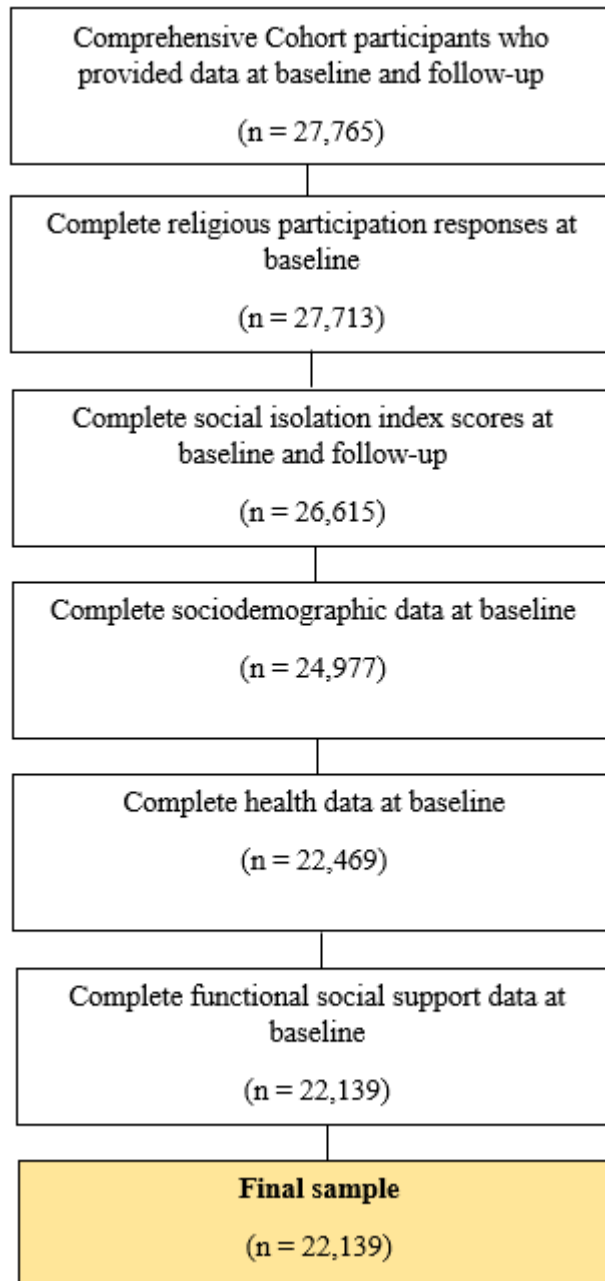 Comprehensive Cohort participants who
provided data at baseline and follow-up
(n = 27,765)
Complete religious participation responses at
baseline
(n = 27,713)
Complete social isolation index scores at
baseline and follow-up
(n = 26,615)
Complete sociodemographic data at baseline
(n = 24,977)
Complete health data at baseline
(n = 22,469)
Complete functional social support data at
baseline
(n = 22,139)
Final sample
(n = 22,139)